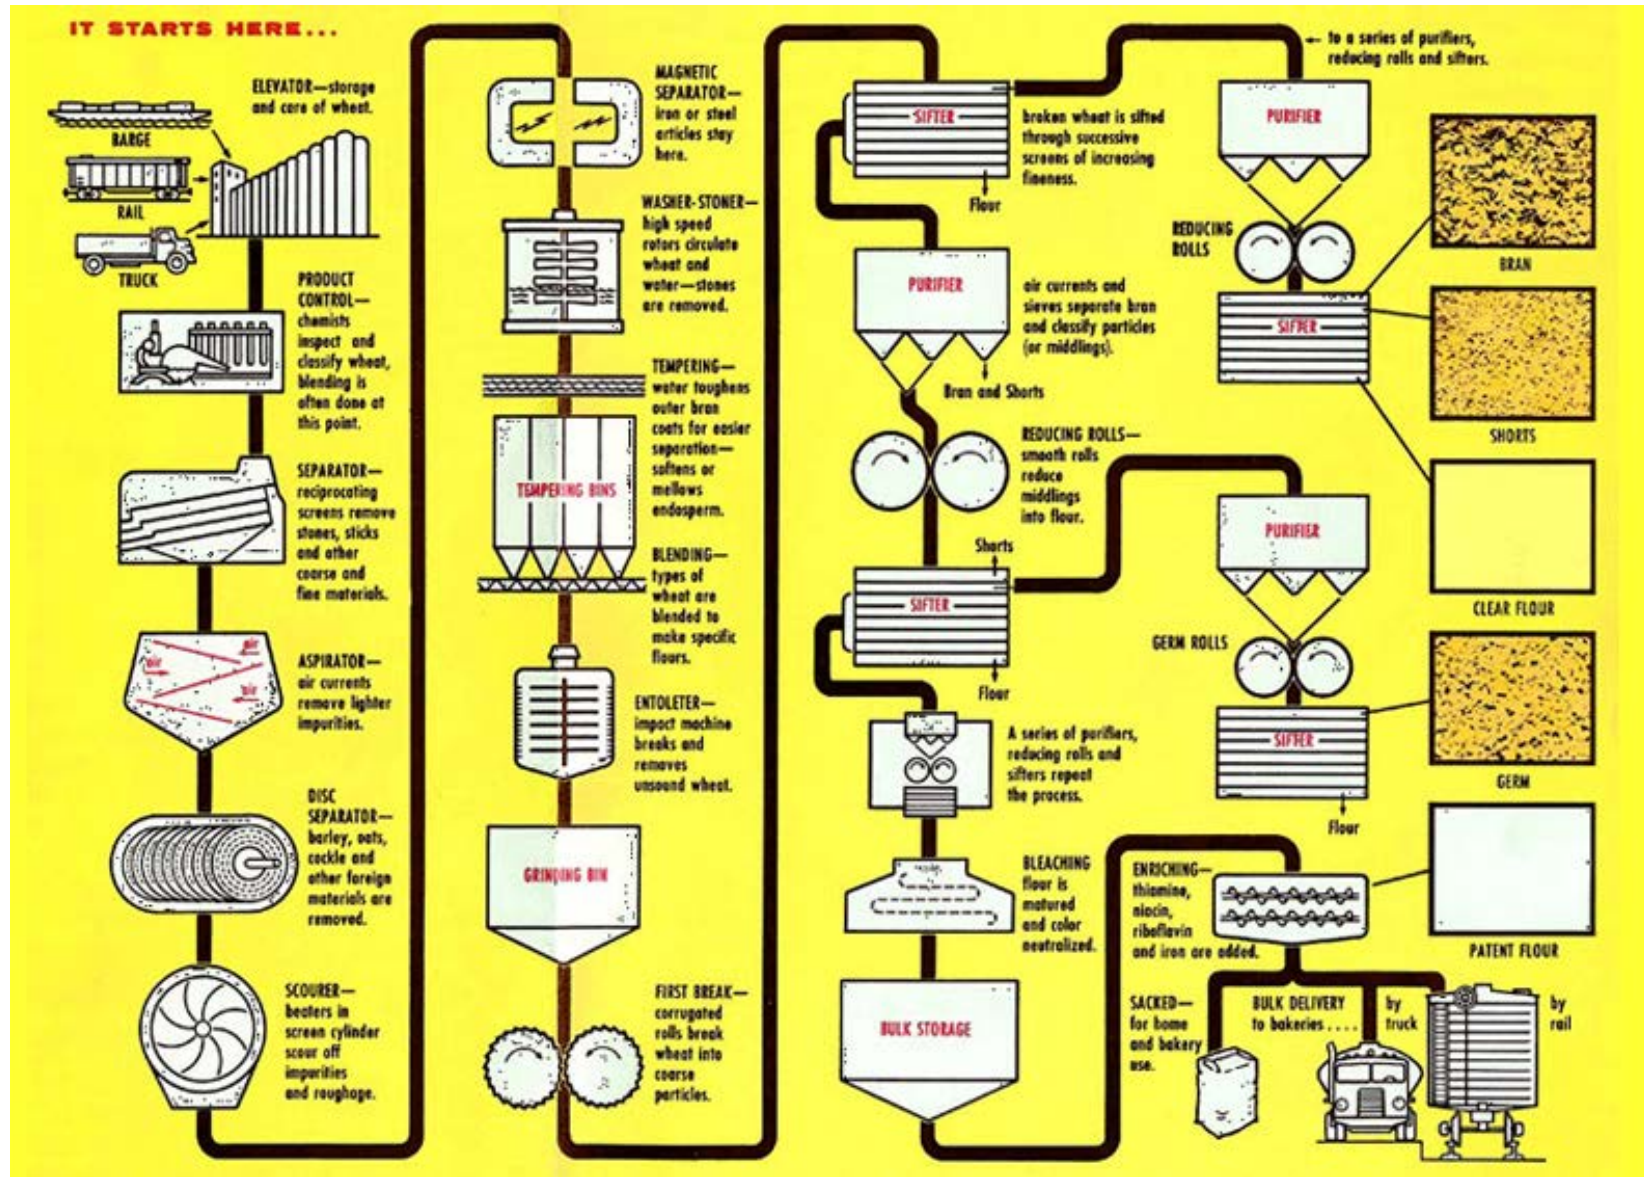 IT STARTS HERE...
ELEVATOR—storage
and care of wheat.
BARGE
RAIL
TRUCK
PRODUCT
CONTROL—
chemists
inspect and
classify wheat,
blending is
often done at
this point.
SEPARATOR—
reciprocating
screens remove
stones, sticks
and other
coarse and
fine materials.
air
air
air
ASPIRATOR—
air currents
remove lighter
impurities.
DISC
SEPARATOR—
barley, oats,
cockle and
other foreign
materials are
removed.
SCOURER—
beaters in
screen cylinder
scour off
impurities
and roughage.
MAGNETIC
SEPARATOR—
iron or steel
articles stay
here.
WASHER-STONER—
high speed
rotors circulate
wheat and
water—stones
are removed.
TEMPERING—
water toughens
outer bran
coats for easier
separation—
softens or
mellows
endosperm.
TEMPERING BINS
BLENDING—
types of
wheat are
blended to
make specific
flours.
ENTOLETER—
impact machine
breaks and
removes
unsound wheat.
GRINDING BIN
FIRST BREAK—
corrugated
rolls break
wheat into
coarse
particles.
SIFTER
broken wheat is sifted
through successive
screens of increasing
fineness.
Flour
PURIFIER
air currents and
sieves separate bran
and classify particles
(or middlings).
Bran and Shorts
REDUCING ROLLS—
smooth rolls
reduce
middlings
into flour.
Shorts
SIFTER
Flour
A series of purifiers,
reducing rolls and
sifters repeat
the process.
BLEACHING
flour is
matured
and color
neutralized.
BULK STORAGE
to a series of purifiers,
reducing rolls and sifters.
PURIFIER
REDUCING
ROLLS
SIFTER
BRAN
SHORTS
CLEAR FLOUR
PURIFIER
GERM ROLLS
SIFTER
Flour
GERM
ENRICHING—
thiamine,
niacin,
riboflavin
and iron are added.
PATENT FLOUR
SACKED—
for home
and bakery
use.
BULK DELIVERY
to bakeries....
by
truck
by
rail